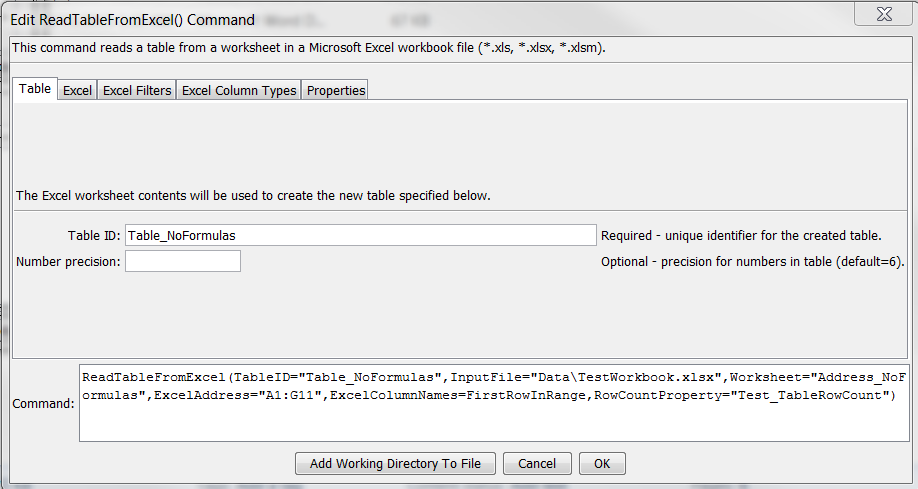 Edit ReadTableFromExcel() Command
This command reads a table from a worksheet in a Microsoft Excel workbook file (*.xls, *.xlsx, *.xlsm).
Table Excel Excel Filters Excel Column Types Properties
The Excel worksheet contents will be used to create the new table specified below.
Table ID: Table_NoFormulas Required - unique identifier for the created table.
Number precision: Optional - precision for numbers in table (default=6).
ReadTableFromExcel(TableID="Table_NoFormulas",InputFile="Data\TestWorkbook.xlsx",Worksheet="Address_NoF
Command: ormulas",ExcelAddress="A1:G11",ExcelColumnNames=FirstRowInRange,RowCountProperty="Test_TableRowCount")
Add Working Directory To File Cancel OK